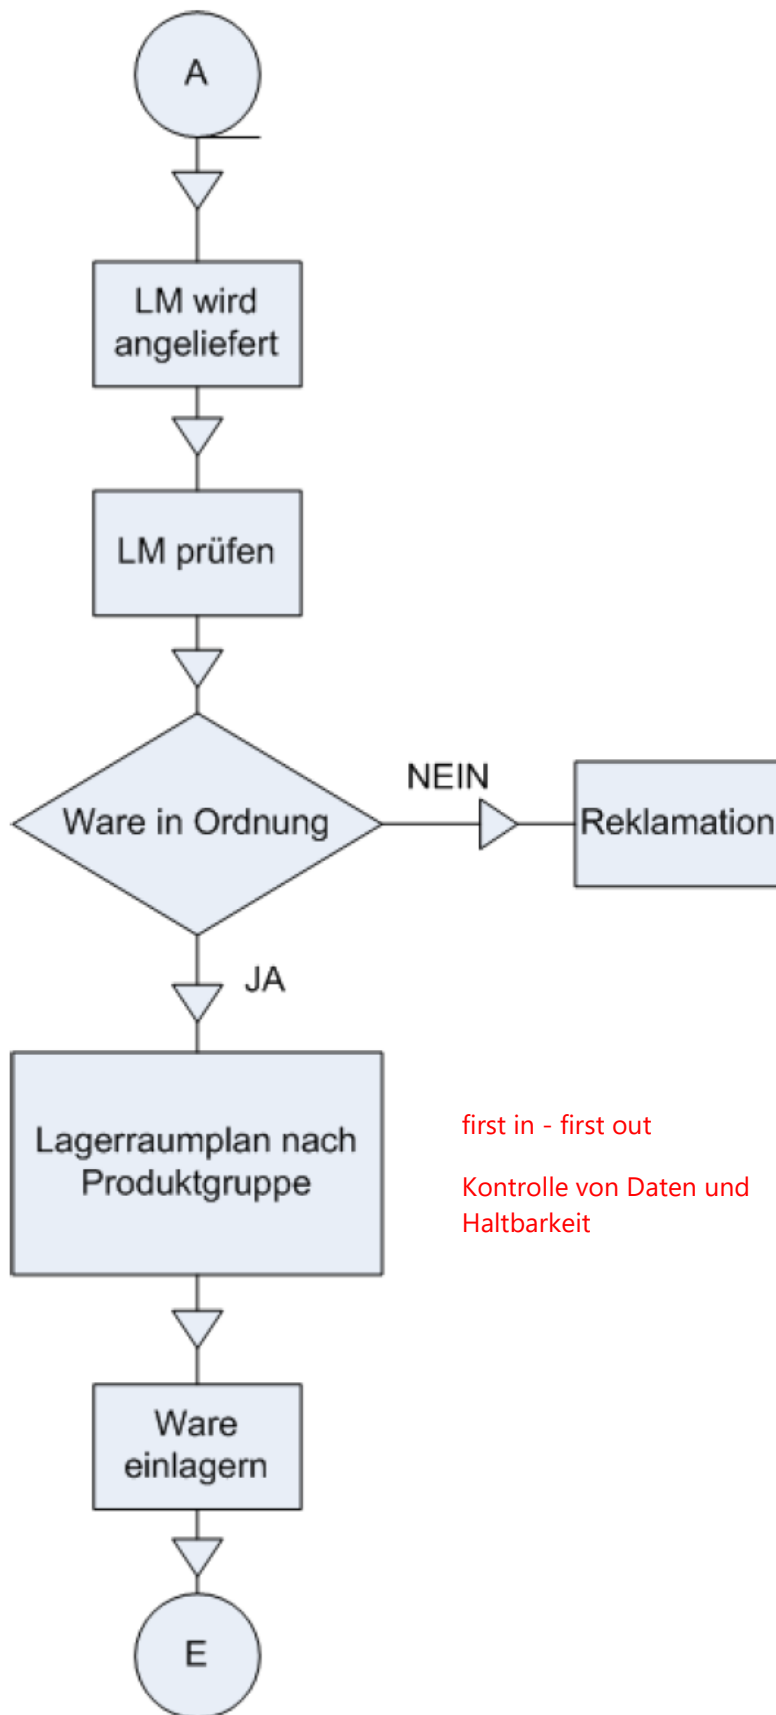 A
LM wird
angeliefert
LM prüfen
NEIN
Ware in Ordnung
Reklamation
JA
Lagerraumplan nach
Produktgruppe
first in - first out
Kontrolle von Daten und
Haltbarkeit
Ware
einlagern
E